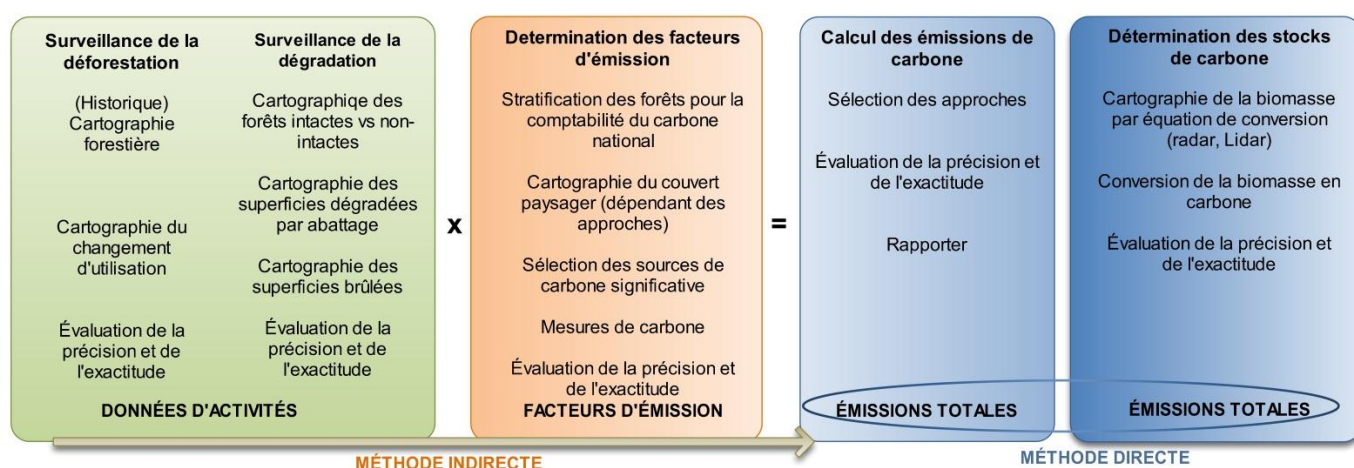 Surveillance de la
déforestation
(Historique)
Cartographie
forestière
Cartographie du
changement
d'utilisation
Évaluation de la
précision et de
l'exactitude
Surveillance de la
dégradation
Cartographiqe des
forêts intactes vs non-
intactes
Cartographie des
superficies dégradées
par abattage
Cartographie des
superficies brûlées
Évaluation de la
précision et de
l'exactitude
DONNÉES D'ACTIVITÉS
x
Determination des facteurs
d'émission
Stratification des forêts pour la
comptabilité du carbone
national
Cartographie du couvert
paysager (dépendant des
approches)
Sélection des sources de
carbone significative
Mesures de carbone
Évaluation de la précision et
de l'exactitude
FACTEURS D'ÉMISSION
=
Calcul des émissions de
carbone
Sélection des approches
Évaluation de la précision et
de l'exactitude
Rapporter
ÉMISSIONS TOTALES
Détermination des stocks
de carbone
Cartographie de la biomasse
par équation de conversion
(radar, Lidar)
Conversion de la biomasse en
carbone
Évaluation de la précision et
de l'exactitude
ÉMISSIONS TOTALES
MÉTHODE INDIRECTE
MÉTHODE DIRECTE